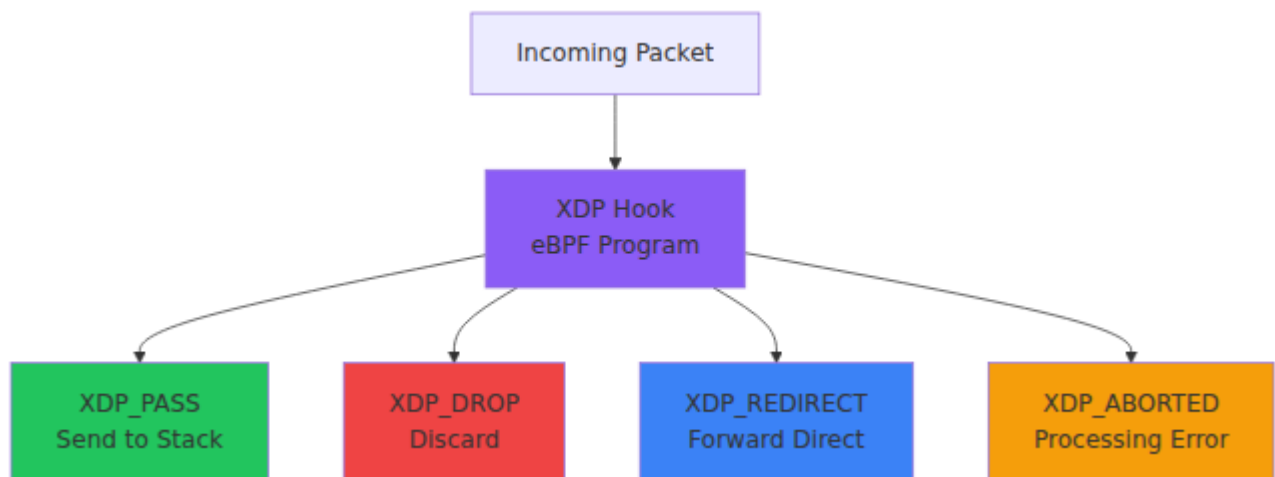 Incoming Packet
XDP Hook
eBPF Program
XDP_PASS
Send to Stack
XDP_DROP
Discard
XDP_REDIRECT
Forward Direct
XDP_ABORTED
Processing Error